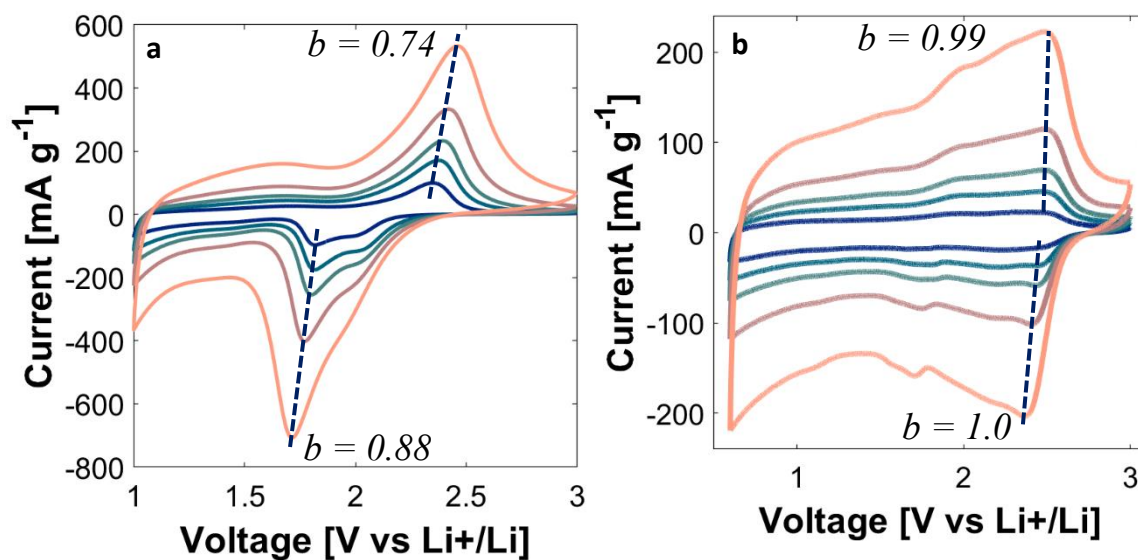 a
b = 0.74
b = 0.88
600
400
200
0
-200
-400
-600
-800
1
1.5
2
2.5
3
Current [mA g-1]
Voltage [V vs Li+/Li]
b
b = 0.99
b = 1.0
200
100
0
-100
-200
1
2
3
Current [mA g-1]
Voltage [V vs Li+/Li]